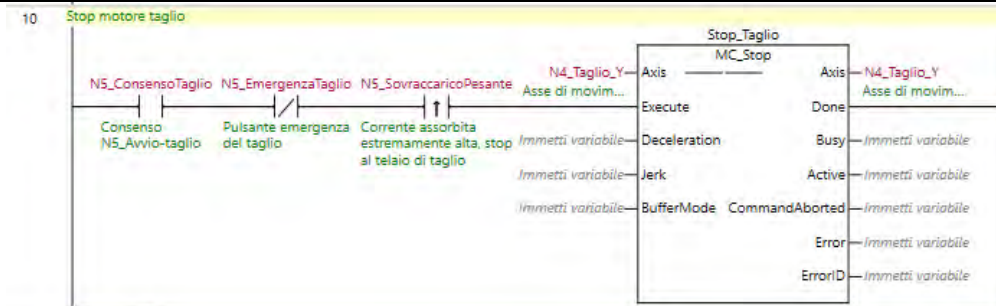 10
Stop motore taglio
Stop_Taglio
MC_Stop
N5_ConsensoTaglio
N5_EmergenzaTaglio
N5_SovraccaricoPesante
N4_Taglio_Y
Axis
Axis
N4_Taglio_Y
Asse di movim...
Asse di movim....
Execute
Done
Consenso
N5_Avvio-taglio
Pulsante emergenza
del taglio
Corrente assorbita
estremamente alta, stop
al telaio di taglio
Immetti variabile
Deceleration
Busy
Immetti variabile
Immetti variabile
Jerk
Active
Immetti variabile
Immetti variabile
BufferMode
CommandAborted
Immetti variabile
Error
Immetti variabile
ErrorID
Immetti variabile